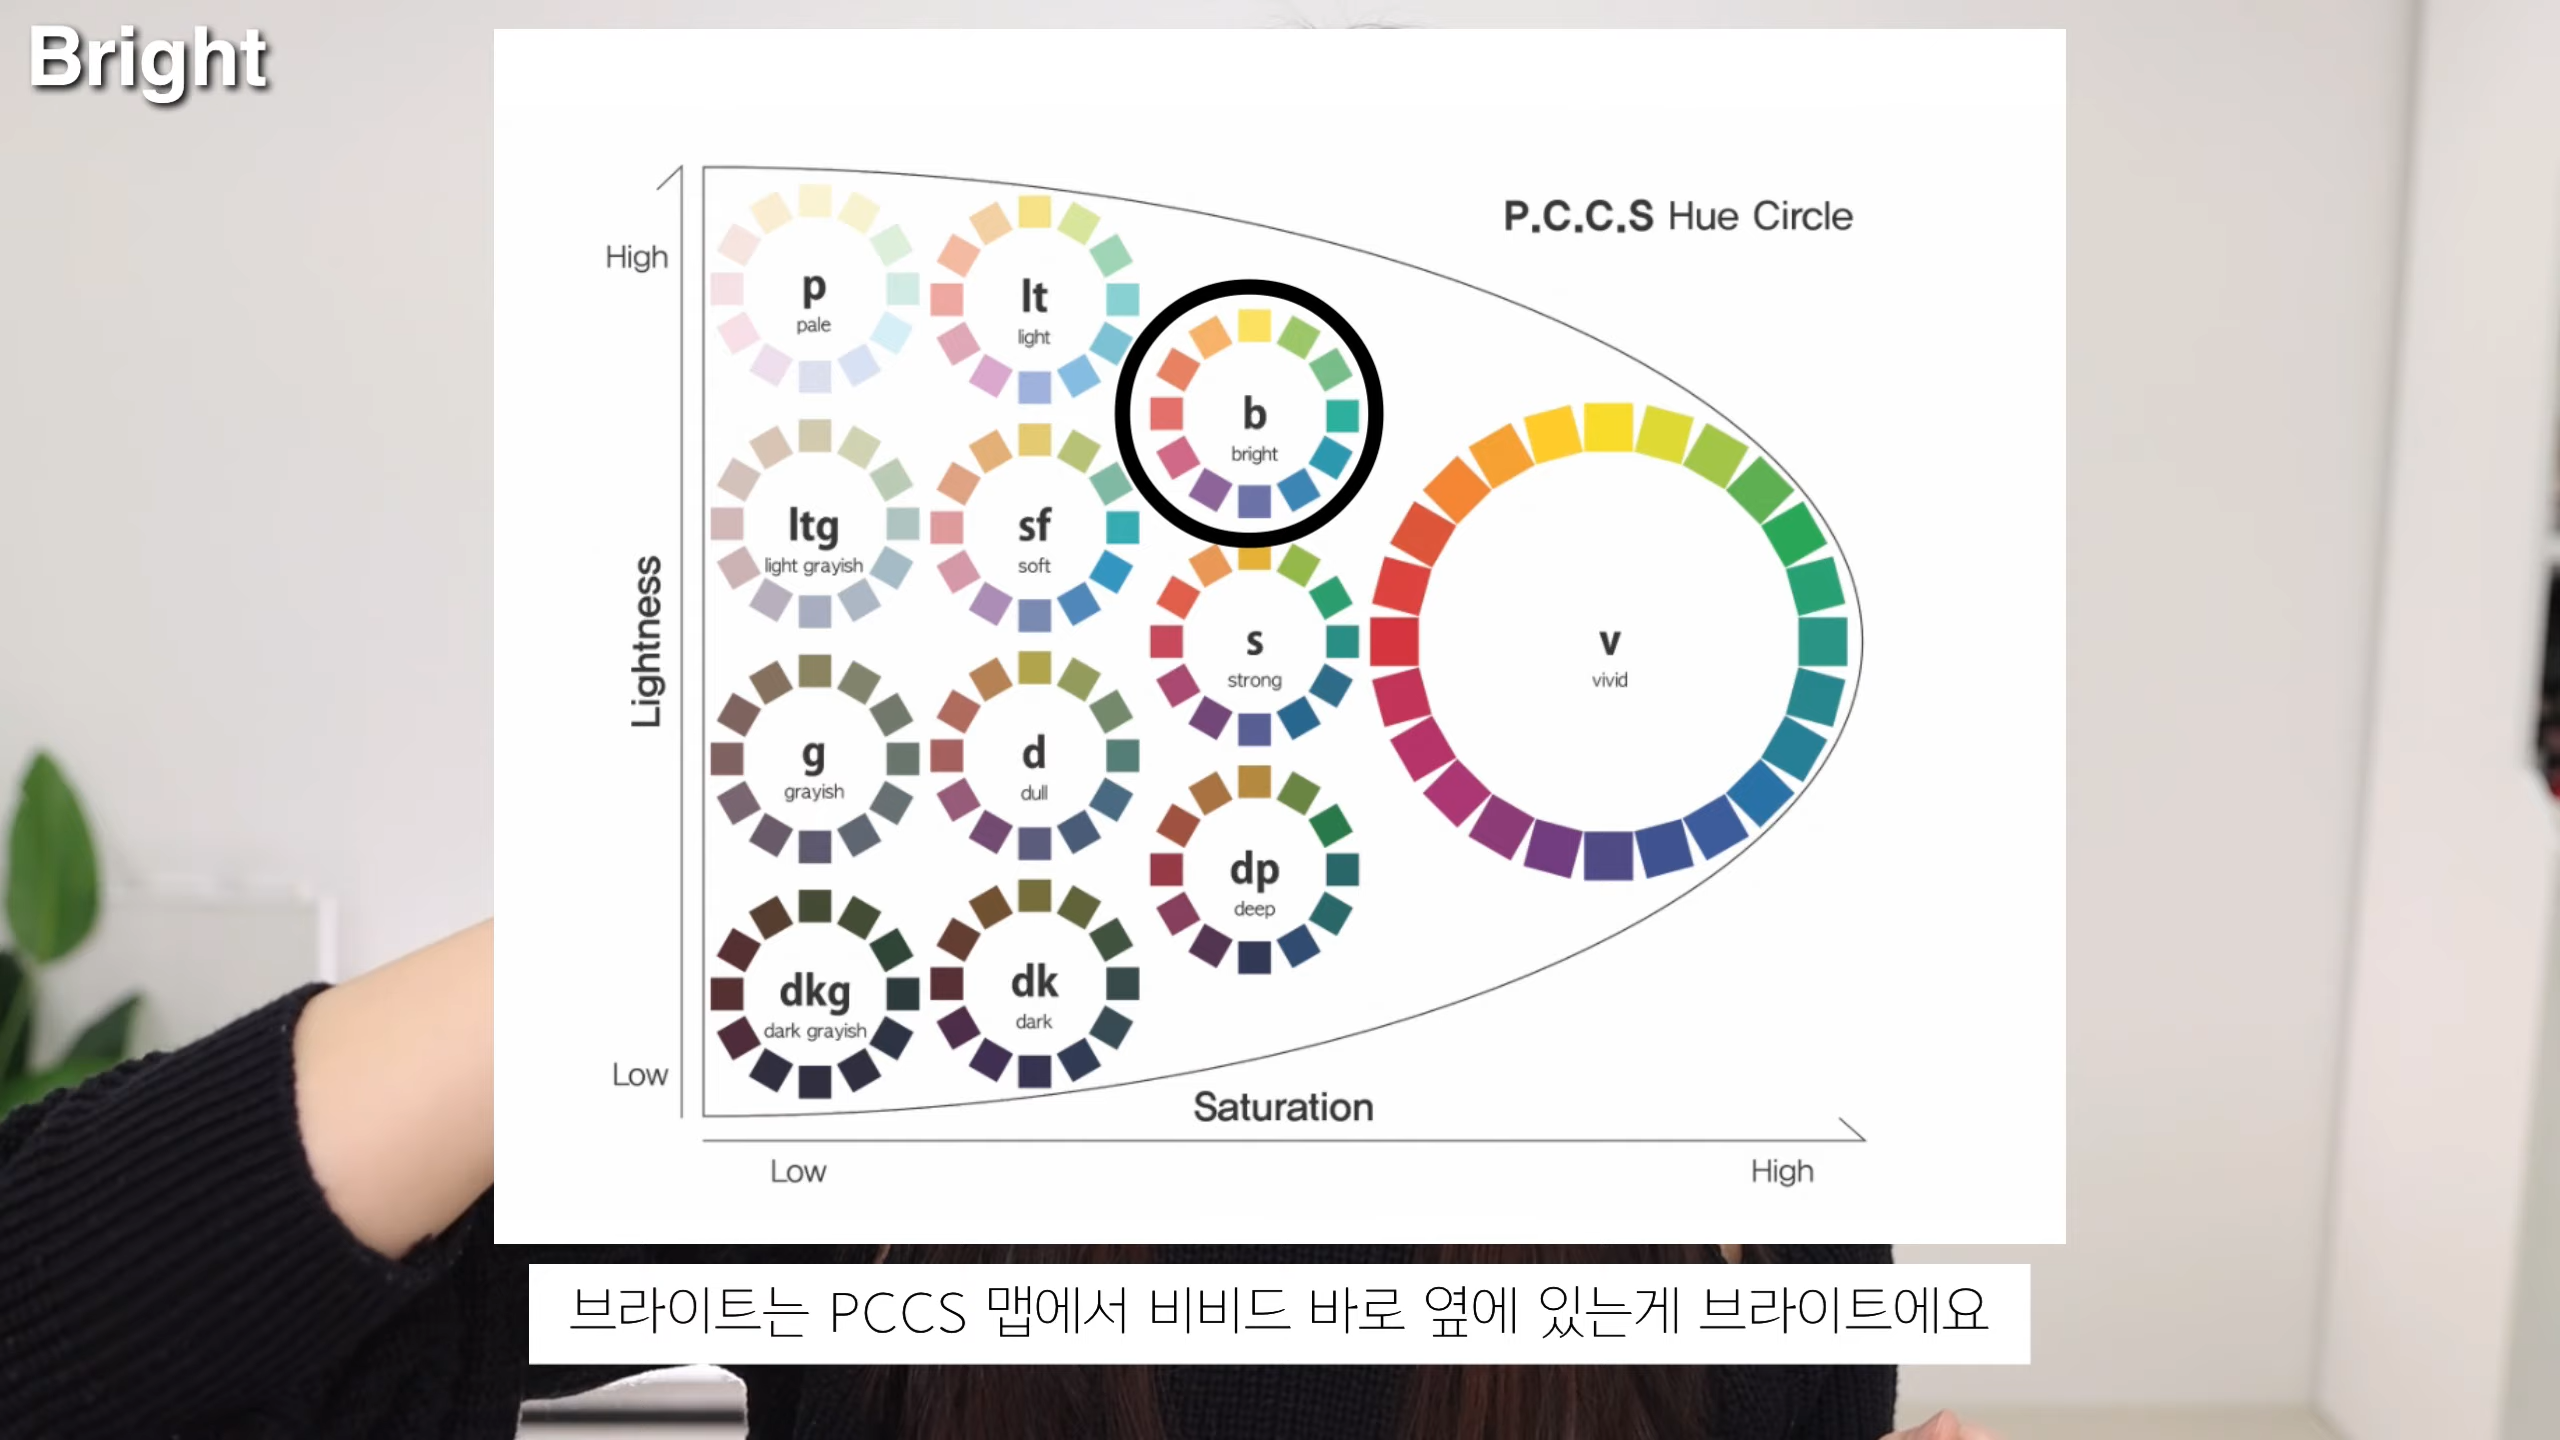 Bright
P.C.C.S Hue Circle
High
Lightness
Low
p
pale
lt
light
b
bright
ltg
light grayish
sf
soft
s
strong
v
vivid
g
grayish
d
dull
dp
deep
dkg
dark grayish
dk
dark
Saturation
Low
High
브라이트는 PCCS 맵에서 비비드 바로 옆에 있는게 브라이트에요